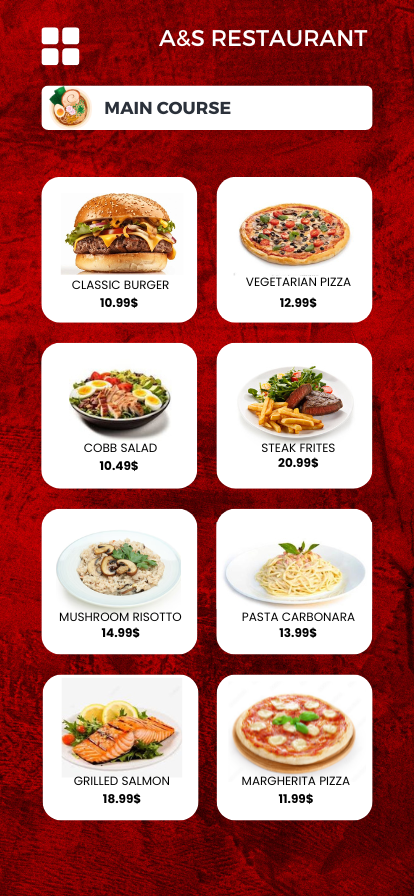 A&S RESTAURANT
MAIN COURSE
CLASSIC BURGER
10.99$
VEGETARIAN PIZZA
12.99$
COBB SALAD
10.49$
STEAK FRITES
20.99$
MUSHROOM RISOTTO
14.99$
PASTA CARBONARA
13.99$
GRILLED SALMON
18.99$
MARGHERITA PIZZA
11.99$